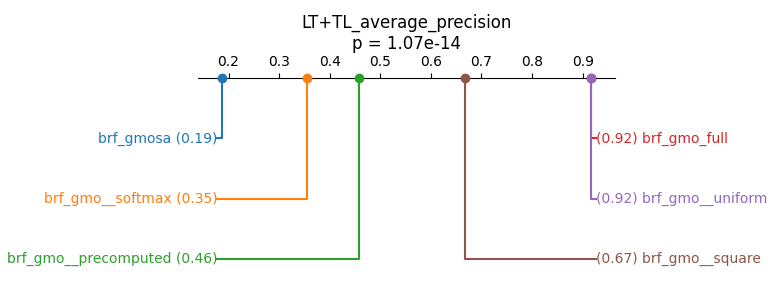 LT+TL_average_precision
p = 1.07e-14
0.2 0.3 0.4 0.5 0.6 0.7 0.8 0.9
brf_gmosa (0.19) (0.92) brf_gmo_full
brf_gmo__softmax (0.35) (0.92) brf_gmo__uniform
brf_gmo__precomputed (0.46) (0.67) brf_gmo__square